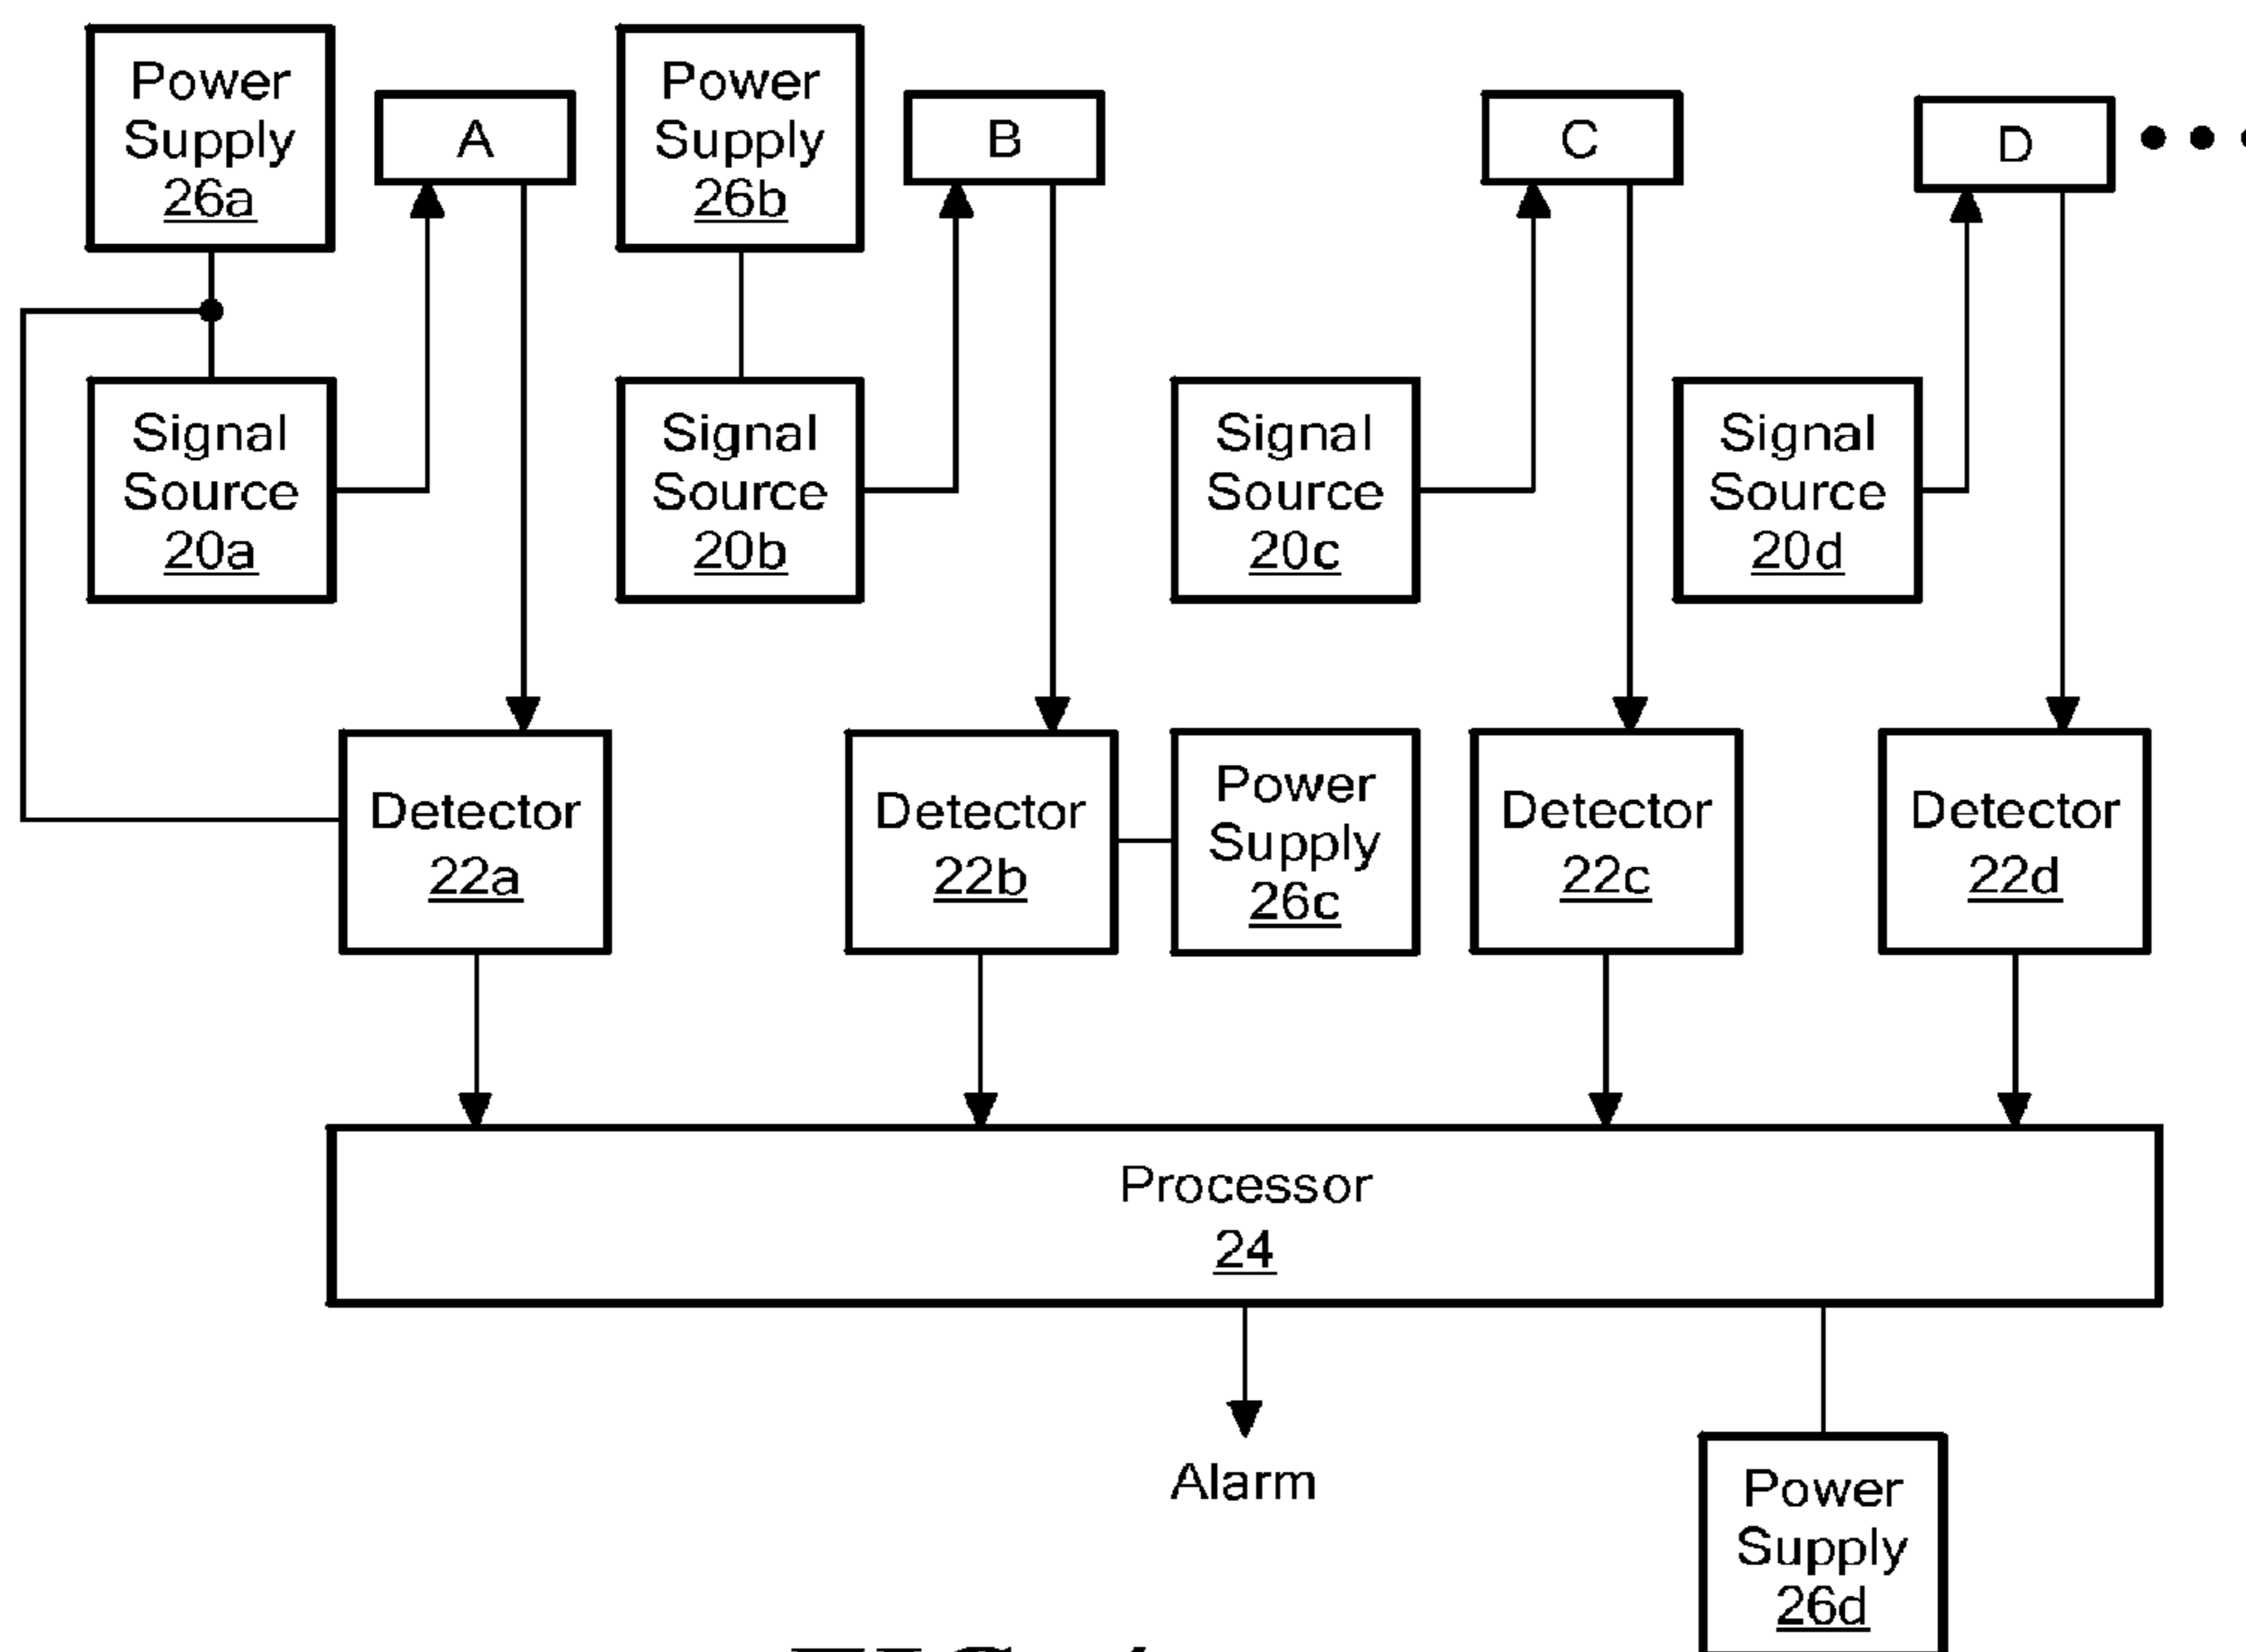 Power
Supply
26a
A
Power
Supply
26b
B
C
D
Signal
Source
20a
Signal
Source
20b
Signal
Source
20c
Signal
Source
20d
Detector
22a
Detector
22b
Power
Supply
26c
Detector
22c
Detector
22d
Processor
24
Alarm
Power
Supply
26d